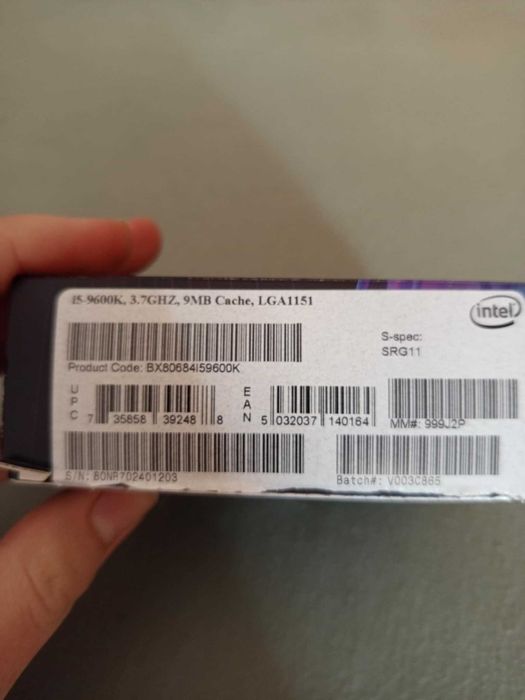 i5-9600K, 3.7GHZ, 9MB Cache, LGA1151
intel
S-spec:
SRG11
Product Code: BX80684I59600K
UPC
7 35858 39248 8
EAN
5 032037 140164
MM#: 999J2P
S/N: 80NR702401203
Batch#: V003C865